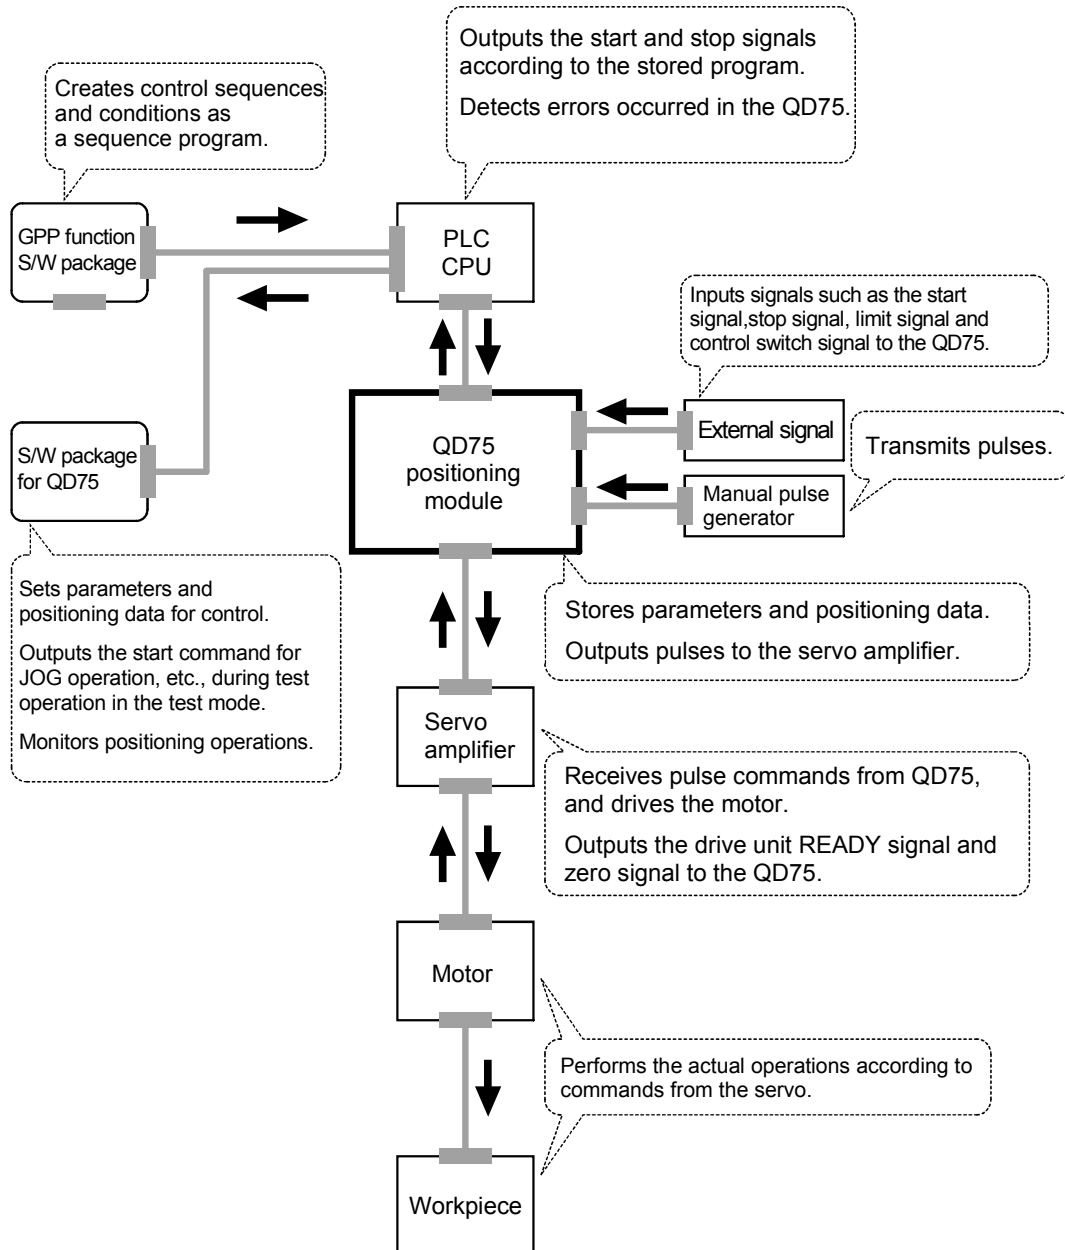 Outputs the start and stop signals
according to the stored program.
Detects errors occurred in the QD75.
Creates control sequences
and conditions as
a sequence program.
GPP function
S/W package
PLC
CPU
Inputs signals such as the start
signal,stop signal, limit signal and
control switch signal to the QD75.
S/W package
for QD75
QD75
positioning
module
External signal
Manual pulse
generator
Transmits pulses.
Sets parameters and
positioning data for control.
Outputs the start command for
JOG operation, etc., during test
operation in the test mode.
Monitors positioning operations.
Stores parameters and positioning data.
Outputs pulses to the servo amplifier.
Servo
amplifier
Receives pulse commands from QD75,
and drives the motor.
Outputs the drive unit READY signal and
zero signal to the QD75.
Motor
Performs the actual operations according to
commands from the servo.
Workpiece